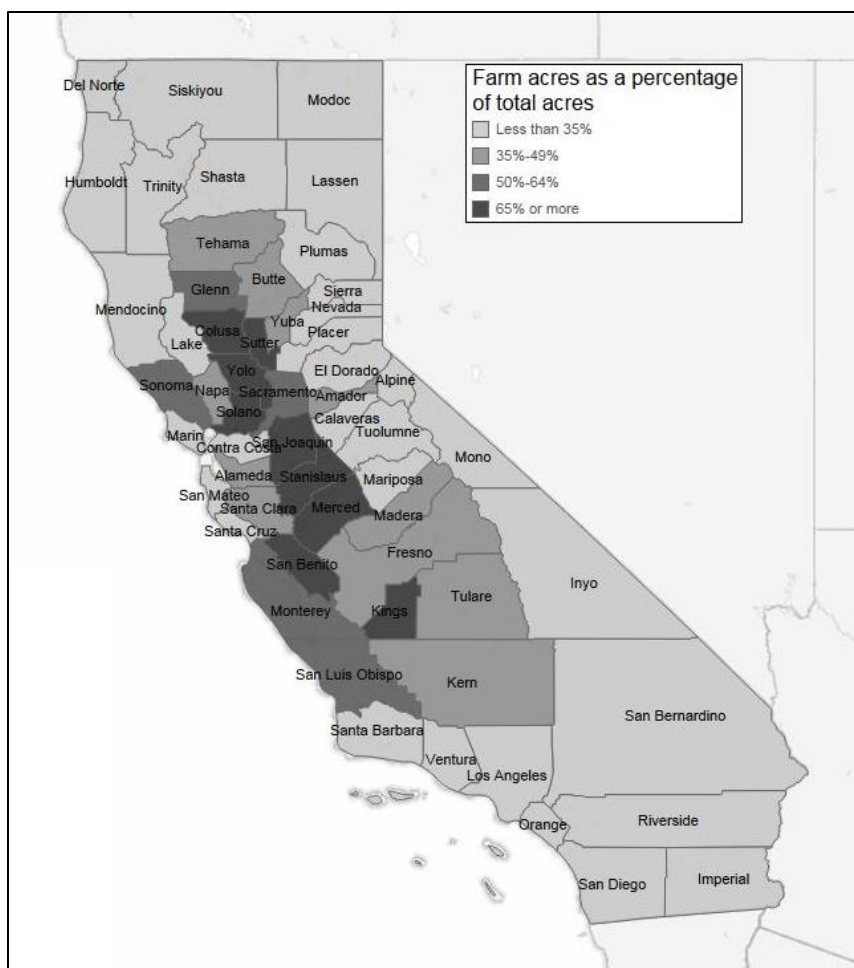 Farm acres as a percentage
of total acres
Less than 35%
35%-49%
50%-64%
65% or more
Del Norte
Siskiyou
Modoc
Humboldt
Trinity
Shasta
Lassen
Tehama
Plumas
Butte
Glenn
Sierra
Mendocino
Nevada
Colusa
Yuba
Placer
Lake
Sutter
Yolo
El Dorado
Alpine
Sonoma
Napa
Sacramento
Amador
Solano
Calaveras
Marin
Tuolumne
Contra Costa
San Joaquin
Mono
Alameda
Stanislaus
Mariposa
San Mateo
Santa Clara
Merced
Madera
Santa Cruz
Fresno
San Benito
Inyo
Monterey
Kings
Tulare
San Luis Obispo
Kern
San Bernardino
Santa Barbara
Ventura
Los Angeles
Orange
Riverside
San Diego
Imperial